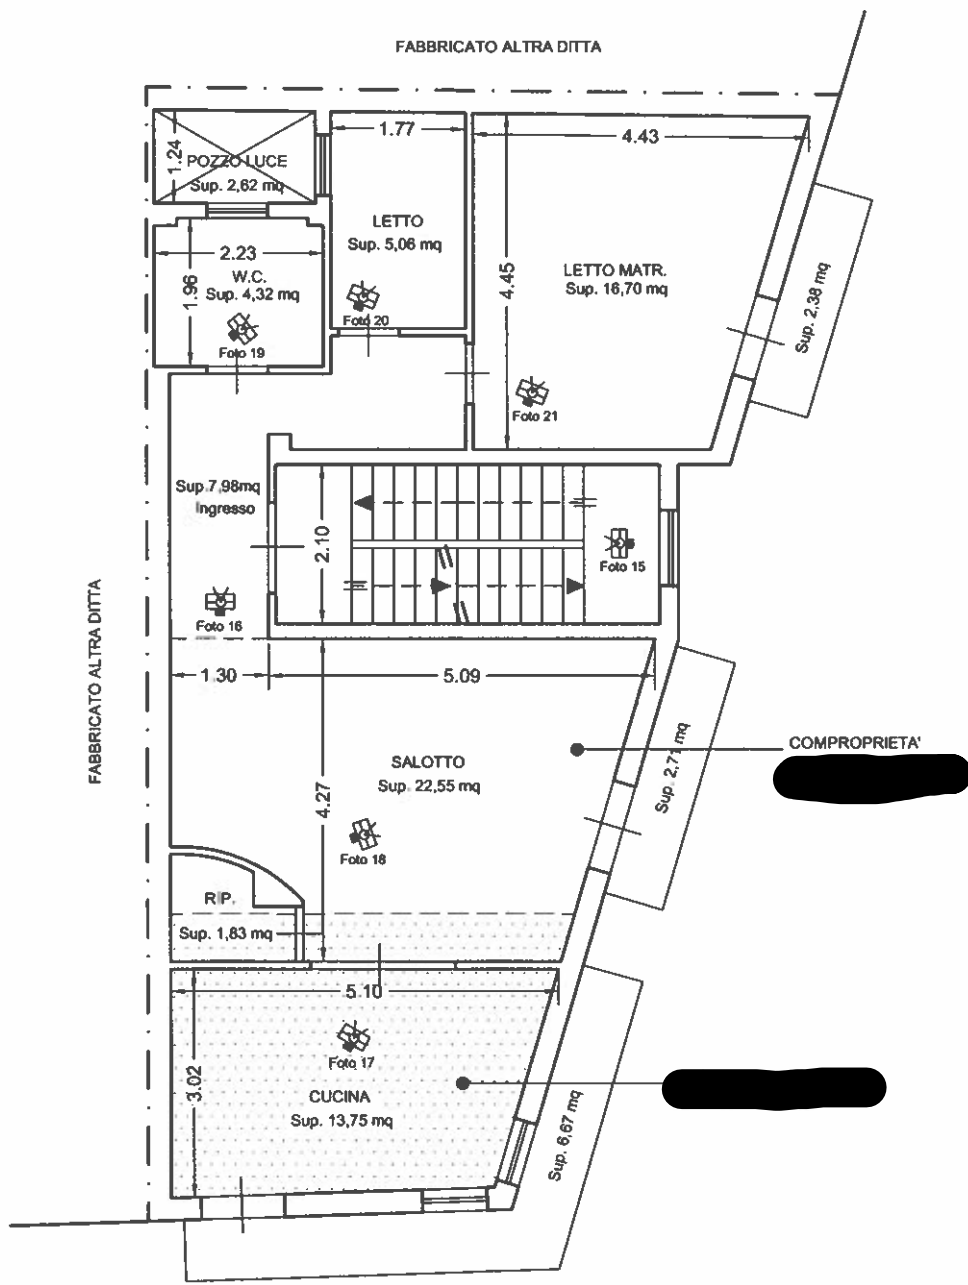 FABBRICATO ALTRA DITTA
1.77
4.43
1.24
POZZO LUCE
Sup. 2,62 mq
LETTO
Sup. 5,06 mq
2.23
W.C.
Sup. 4,32 mq
1.96
4.45
LETTO MATR.
Sup. 16,70 mq
Sup. 2,38 mq
Foto 20
Foto 19
Foto 21
Sup.7,98mq
Ingresso
2.10
Foto 15
Foto 16
FABBRICATO ALTRA DITTA
1.30
5.09
COMPROPRIETA'
SALOTTO
Sup. 22,55 mq
Sup. 2,71 mq
4.27
Foto 18
RIP.
Sup. 1,83 mq
5.10
Foto 17
3.02
CUCINA
Sup. 13,75 mq
Sup. 6,67 mq